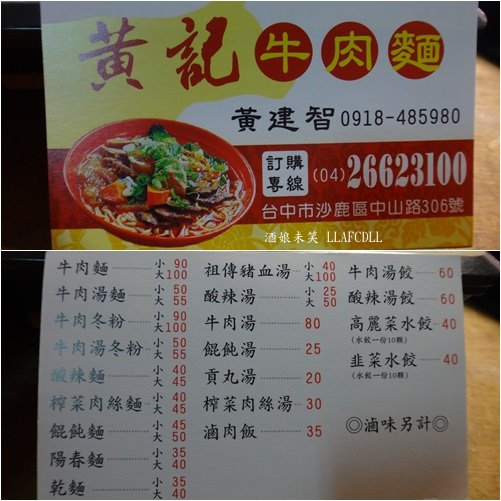 黃記牛肉麵
黃建智 0918-485980
訂購專線 (04)26623100
台中市沙鹿區中山路306號
酒娘未笑 LLAFCDLL
牛肉麵 小 90 大 100
牛肉湯麵 小 50 大 55
牛肉冬粉 小 90 大 100
牛肉湯冬粉 小 50 大 55
酸辣麵 小 40 大 45
榨菜肉絲麵 小 40 大 45
餛飩麵 小 45 大 50
陽春麵 小 35 大 40
乾麵 小 35 大 40
祖傳豬血湯 小 40 大 100
酸辣湯 小 25 大 50
牛肉湯 80
餛飩湯 25
貢丸湯 20
榨菜肉絲湯 30
滷肉飯 35
牛肉湯餃 60
酸辣湯餃 60
高麗菜水餃 40
(水餃一份10顆)
韭菜水餃 40
(水餃一份10顆)
◎滷味另計◎